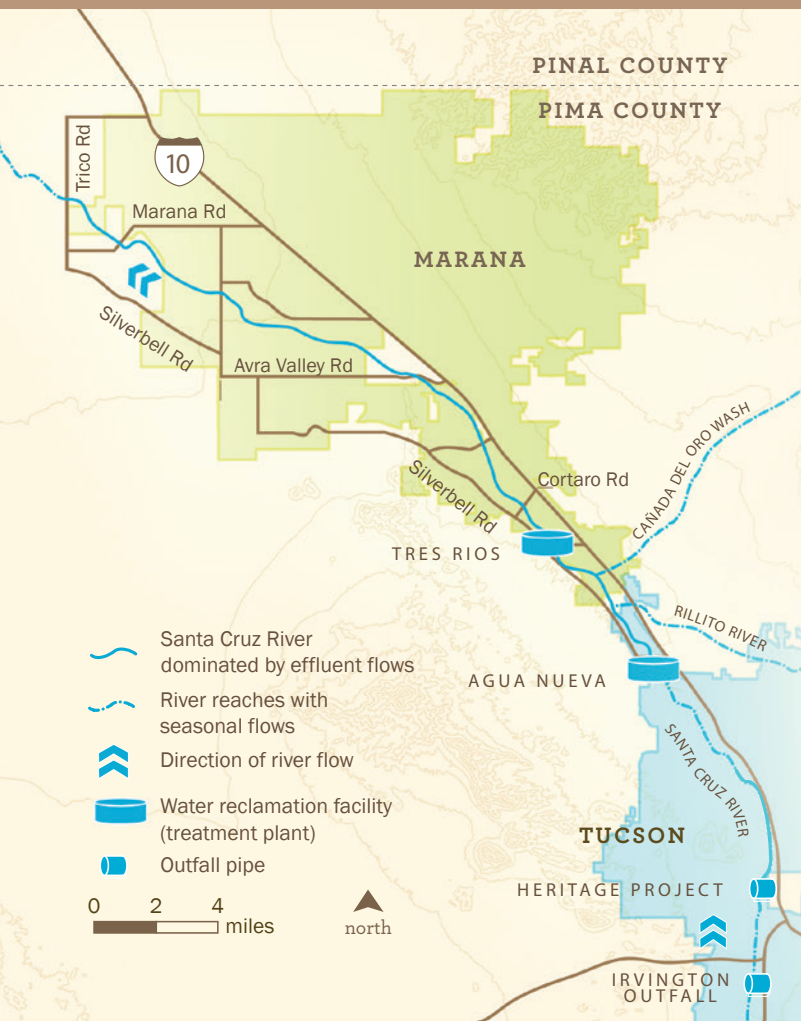 PINAL COUNTY
PIMA COUNTY
Trico Rd
10
Marana Rd
MARANA
Silverbell Rd
Avra Valley Rd
CAÑADA DEL ORO WASH
Silverbell Rd
Cortaro Rd
TRES RIOS
RILLITO RIVER
Santa Cruz River
dominated by effluent flows
AGUA NUEVA
River reaches with
seasonal flows
SANTA CRUZ RIVER
Direction of river flow
Water reclamation facility
(treatment plant)
TUCSON
Outfall pipe
HERITAGE PROJECT
0 2 4
miles
north
IRVINGTON
OUTFALL